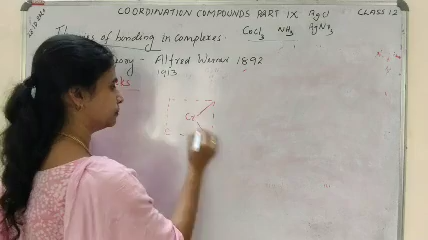 COORDINATION COMPOUNDS PART IX CLASS 12
Theories of bonding in complexes. CoCl3 NH3 AgCl
AgNO3
Theory - Alfred Werner 1892
1913
Cr